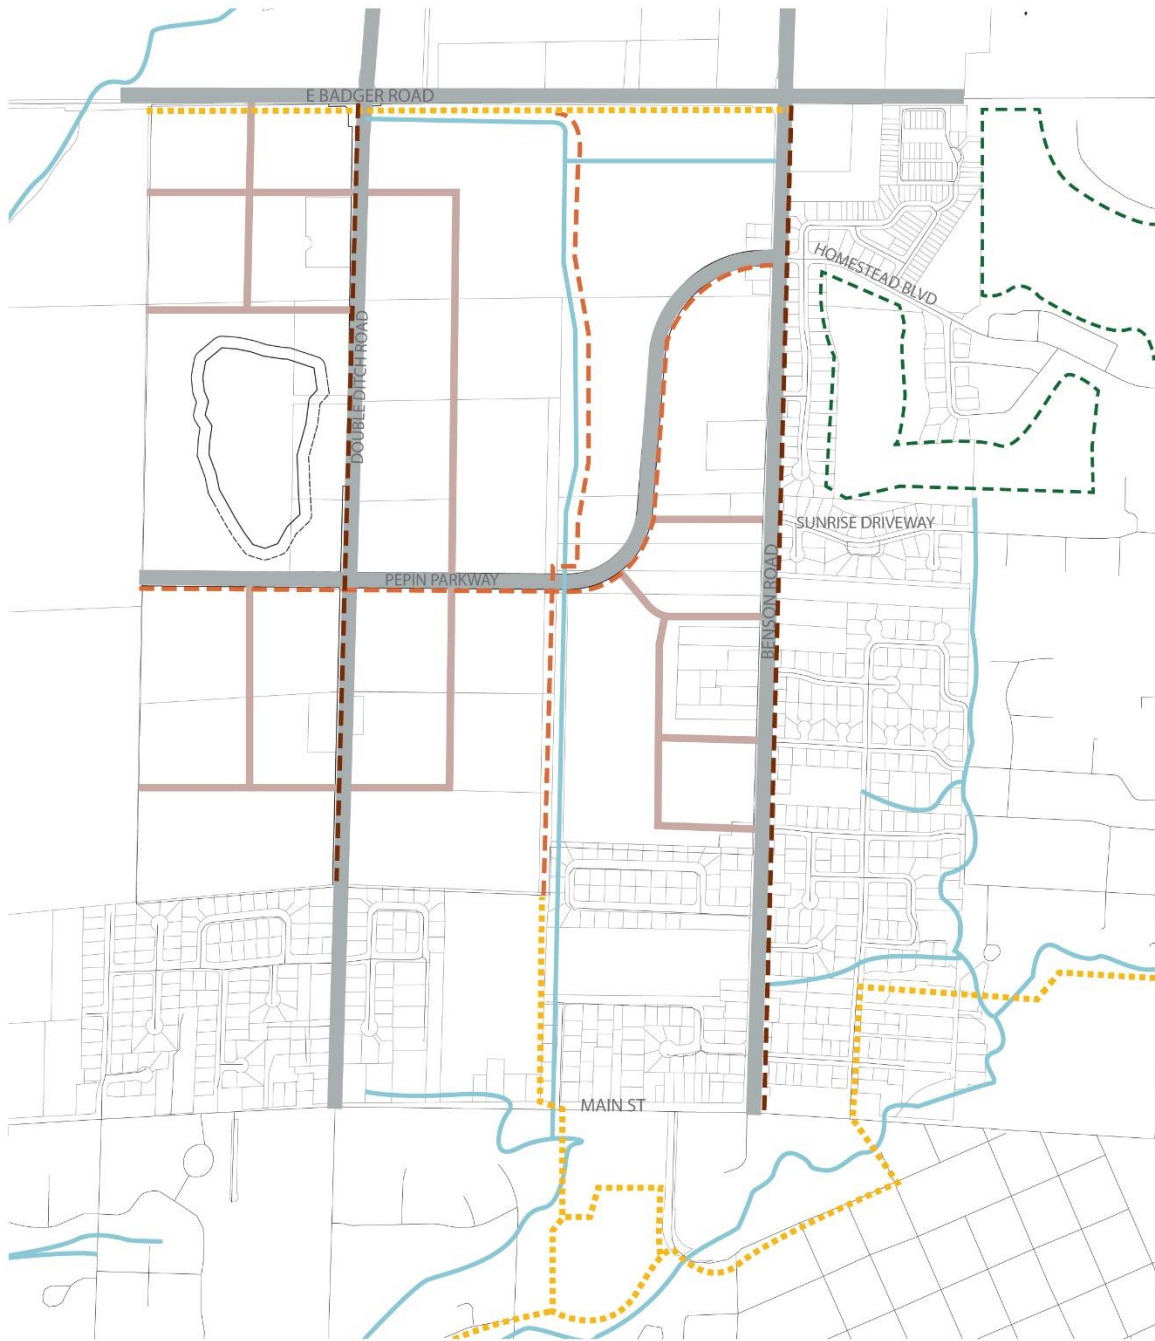 E BADGER ROAD
HOMESTEAD BLVD
DOUBLE DITCH ROAD
SUNRISE DRIVEWAY
BENSON ROAD
PEPIN PARKWAY
MAIN ST